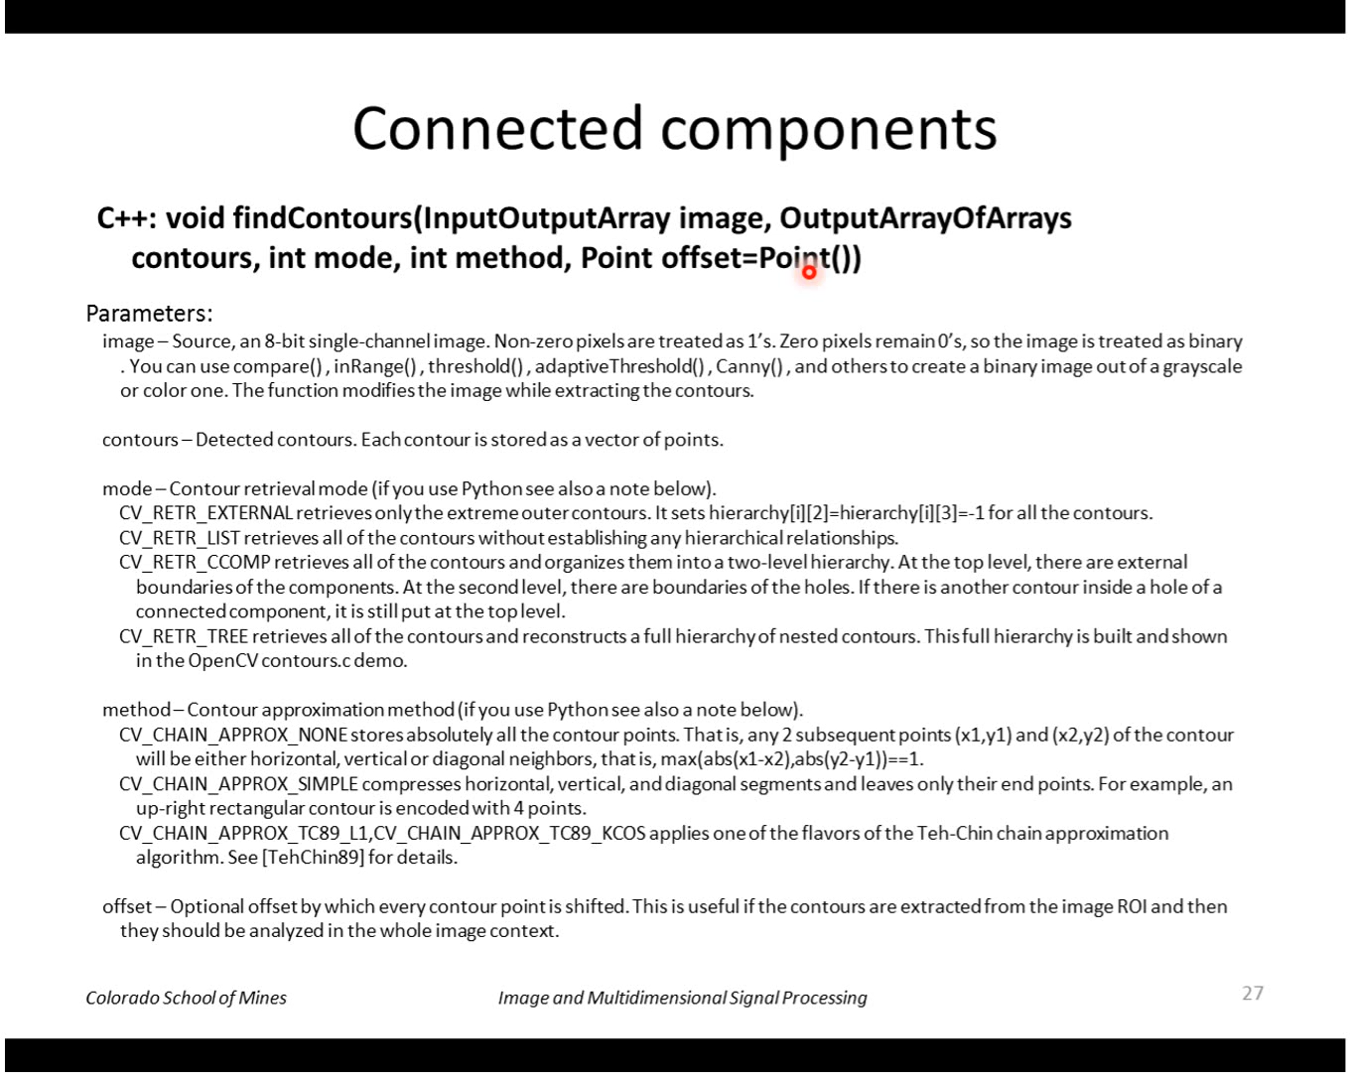 Connected components
C++: void findContours(InputOutputArray image, OutputArrayOfArrays
contours, int mode, int method, Point offset=Point())
Parameters:
image – Source, an 8-bit single-channel image. Non-zero pixels are treated as 1’s. Zero pixels remain 0’s, so the image is treated as binary
. You can use compare() , inRange() , threshold() , adaptiveThreshold() , Canny() , and others to create a binary image out of a grayscale
or color one. The function modifies the image while extracting the contours.
contours – Detected contours. Each contour is stored as a vector of points.
mode – Contour retrieval mode (if you use Python see also a note below).
CV_RETR_EXTERNAL retrieves only the extreme outer contours. It sets hierarchy[i][2]=hierarchy[i][3]=-1 for all the contours.
CV_RETR_LIST retrieves all of the contours without establishing any hierarchical relationships.
CV_RETR_CCOMP retrieves all of the contours and organizes them into a two-level hierarchy. At the top level, there are external
boundaries of the components. At the second level, there are boundaries of the holes. If there is another contour inside a hole of a
connected component, it is still put at the top level.
CV_RETR_TREE retrieves all of the contours and reconstructs a full hierarchy of nested contours. This full hierarchy is built and shown
in the OpenCV contours.c demo.
method – Contour approximation method (if you use Python see also a note below).
CV_CHAIN_APPROX_NONE stores absolutely all the contour points. That is, any 2 subsequent points (x1,y1) and (x2,y2) of the contour
will be either horizontal, vertical or diagonal neighbors, that is, max(abs(x1-x2),abs(y2-y1))==1.
CV_CHAIN_APPROX_SIMPLE compresses horizontal, vertical, and diagonal segments and leaves only their end points. For example, an
up-right rectangular contour is encoded with 4 points.
CV_CHAIN_APPROX_TC89_L1,CV_CHAIN_APPROX_TC89_KCOS applies one of the flavors of the Teh-Chin chain approximation
algorithm. See [TehChin89] for details.
offset – Optional offset by which every contour point is shifted. This is useful if the contours are extracted from the image ROI and then
they should be analyzed in the whole image context.
Colorado School of Mines
Image and Multidimensional Signal Processing
27